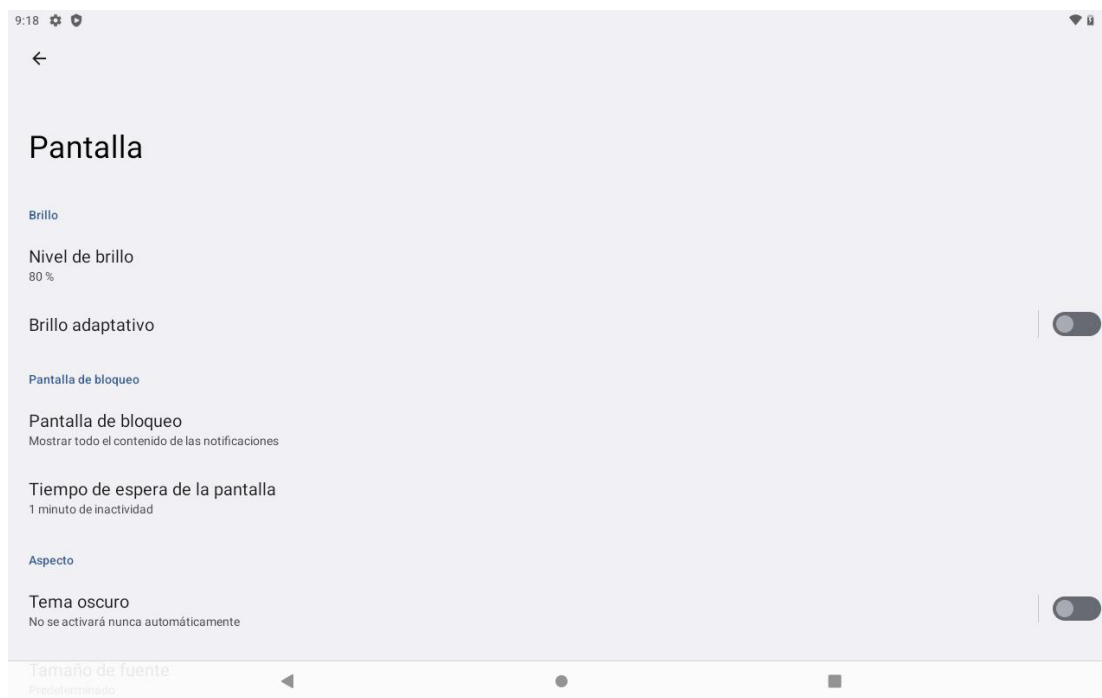 9:18
Pantalla
Brillo
Nivel de brillo
80 %
Brillo adaptativo
Pantalla de bloqueo
Pantalla de bloqueo
Mostrar todo el contenido de las notificaciones
Tiempo de espera de la pantalla
1 minuto de inactividad
Aspecto
Tema oscuro
No se activará nunca automáticamente
Tamaño de fuente
Predeterminado